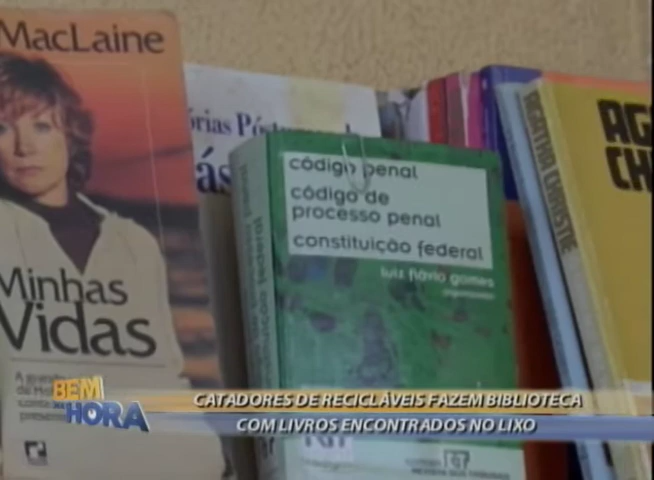 MacLaine
Minhas
Vidas
código penal
código de
processo penal
constituição federal
luiz flávio gomes
AGATHA CHRISTIE
AG
CH
BEM
HORA
CATADORES DE RECICLÁVEIS FAZEM BIBLIOTECA
COM LIVROS ENCONTRADOS NO LIXO